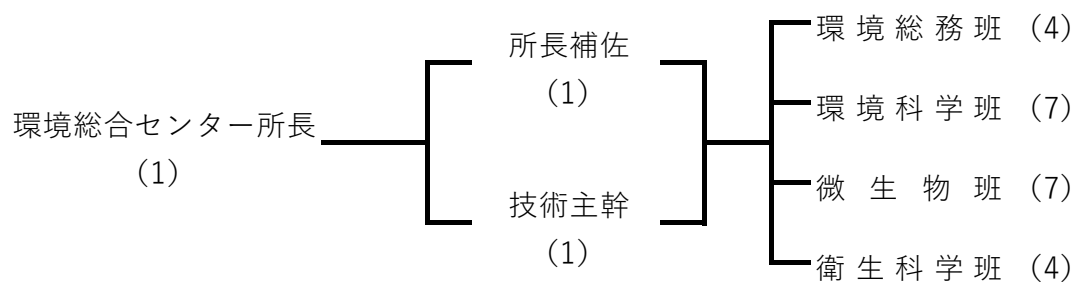 環境総合センター所長
(1)
所長補佐
(1)
技術主幹
(1)
環境総務班 (4)
環境科学班 (7)
微生物班 (7)
衛生科学班 (4)